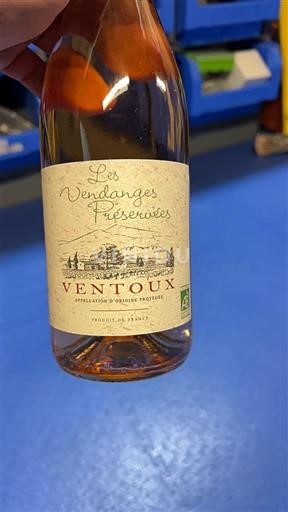 Les
Vendanges
Préservées
VENTOUX
APPELLATION D'ORIGINE PROTÉGÉE
PRODUIT DE FRANCE